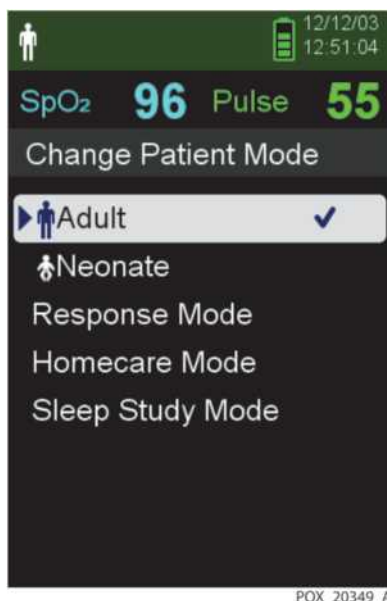 12/12/03
12:51:04
SpO₂ 96 Pulse 55
Change Patient Mode
Adult
Neonate
Response Mode
Homecare Mode
Sleep Study Mode
POX_20349_A